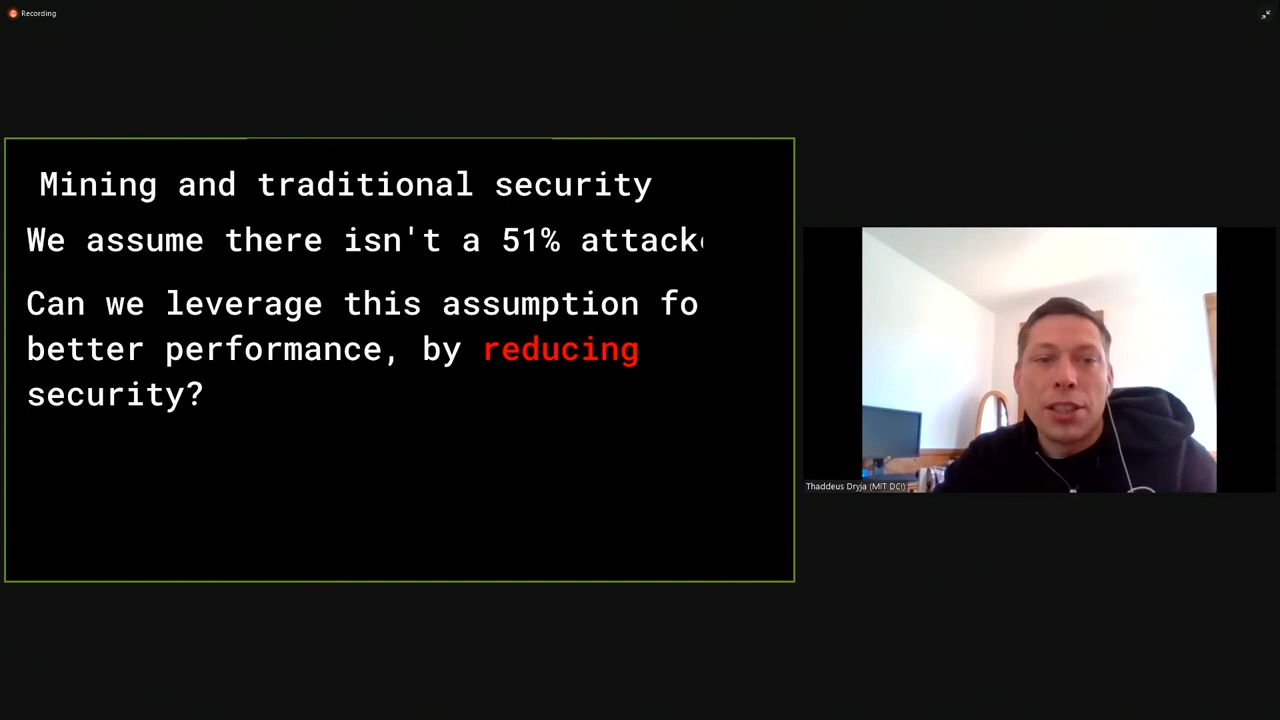 Recording
Mining and traditional security
We assume there isn't a 51% attack
Can we leverage this assumption fo
better performance, by reducing
security?
Thaddeus Dryja (MIT DCI)